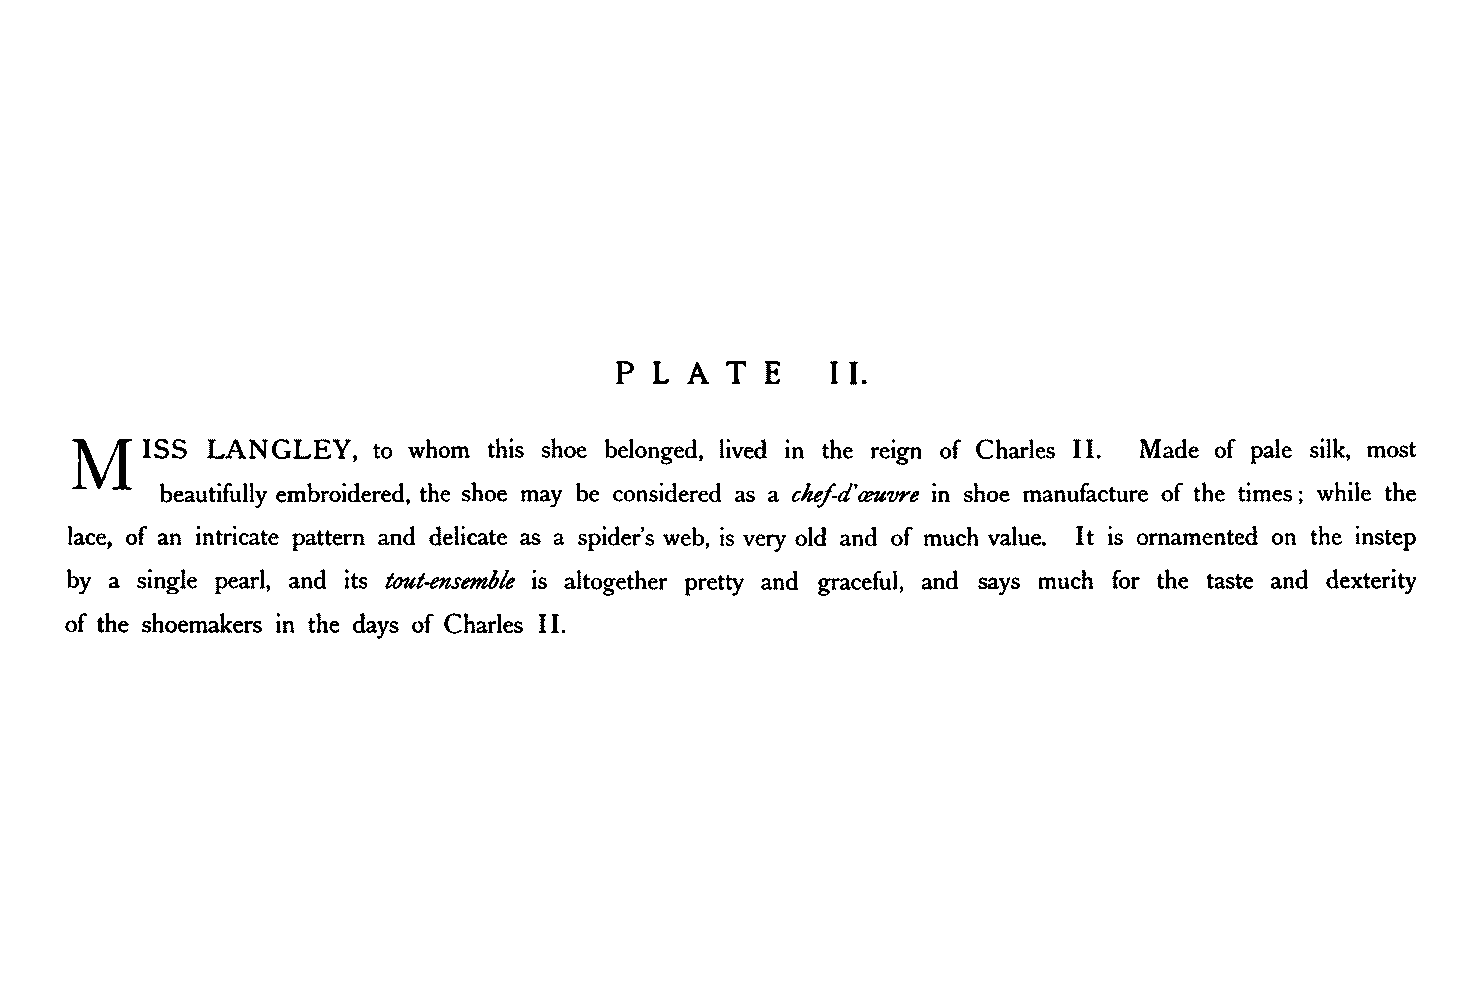 PLATE II.
MISS LANGLEY, to whom this shoe belonged, lived in the reign of Charles II. Made of pale silk, most
beautifully embroidered, the shoe may be considered as a chef-d'œuvre in shoe manufacture of the times; while the
lace, of an intricate pattern and delicate as a spider's web, is very old and of much value. It is ornamented on the instep
by a single pearl, and its tout-ensemble is altogether pretty and graceful, and says much for the taste and dexterity
of the shoemakers in the days of Charles II.